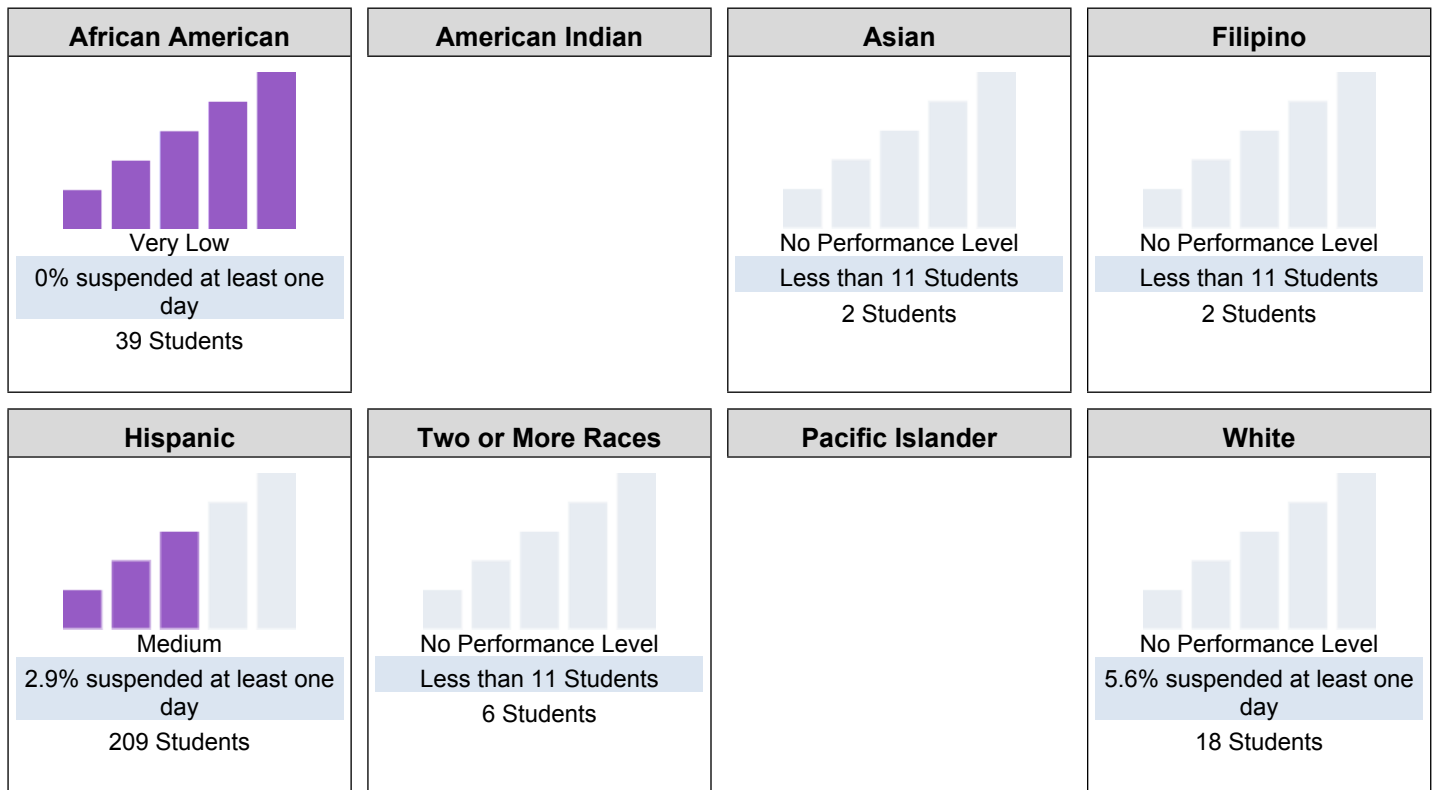 African American
American Indian
Asian
Filipino
Very Low
0% suspended at least one
day
39 Students
No Performance Level
Less than 11 Students
2 Students
No Performance Level
Less than 11 Students
2 Students
Hispanic
Two or More Races
Pacific Islander
White
Medium
2.9% suspended at least one
day
209 Students
No Performance Level
Less than 11 Students
6 Students
No Performance Level
5.6% suspended at least one
day
18 Students